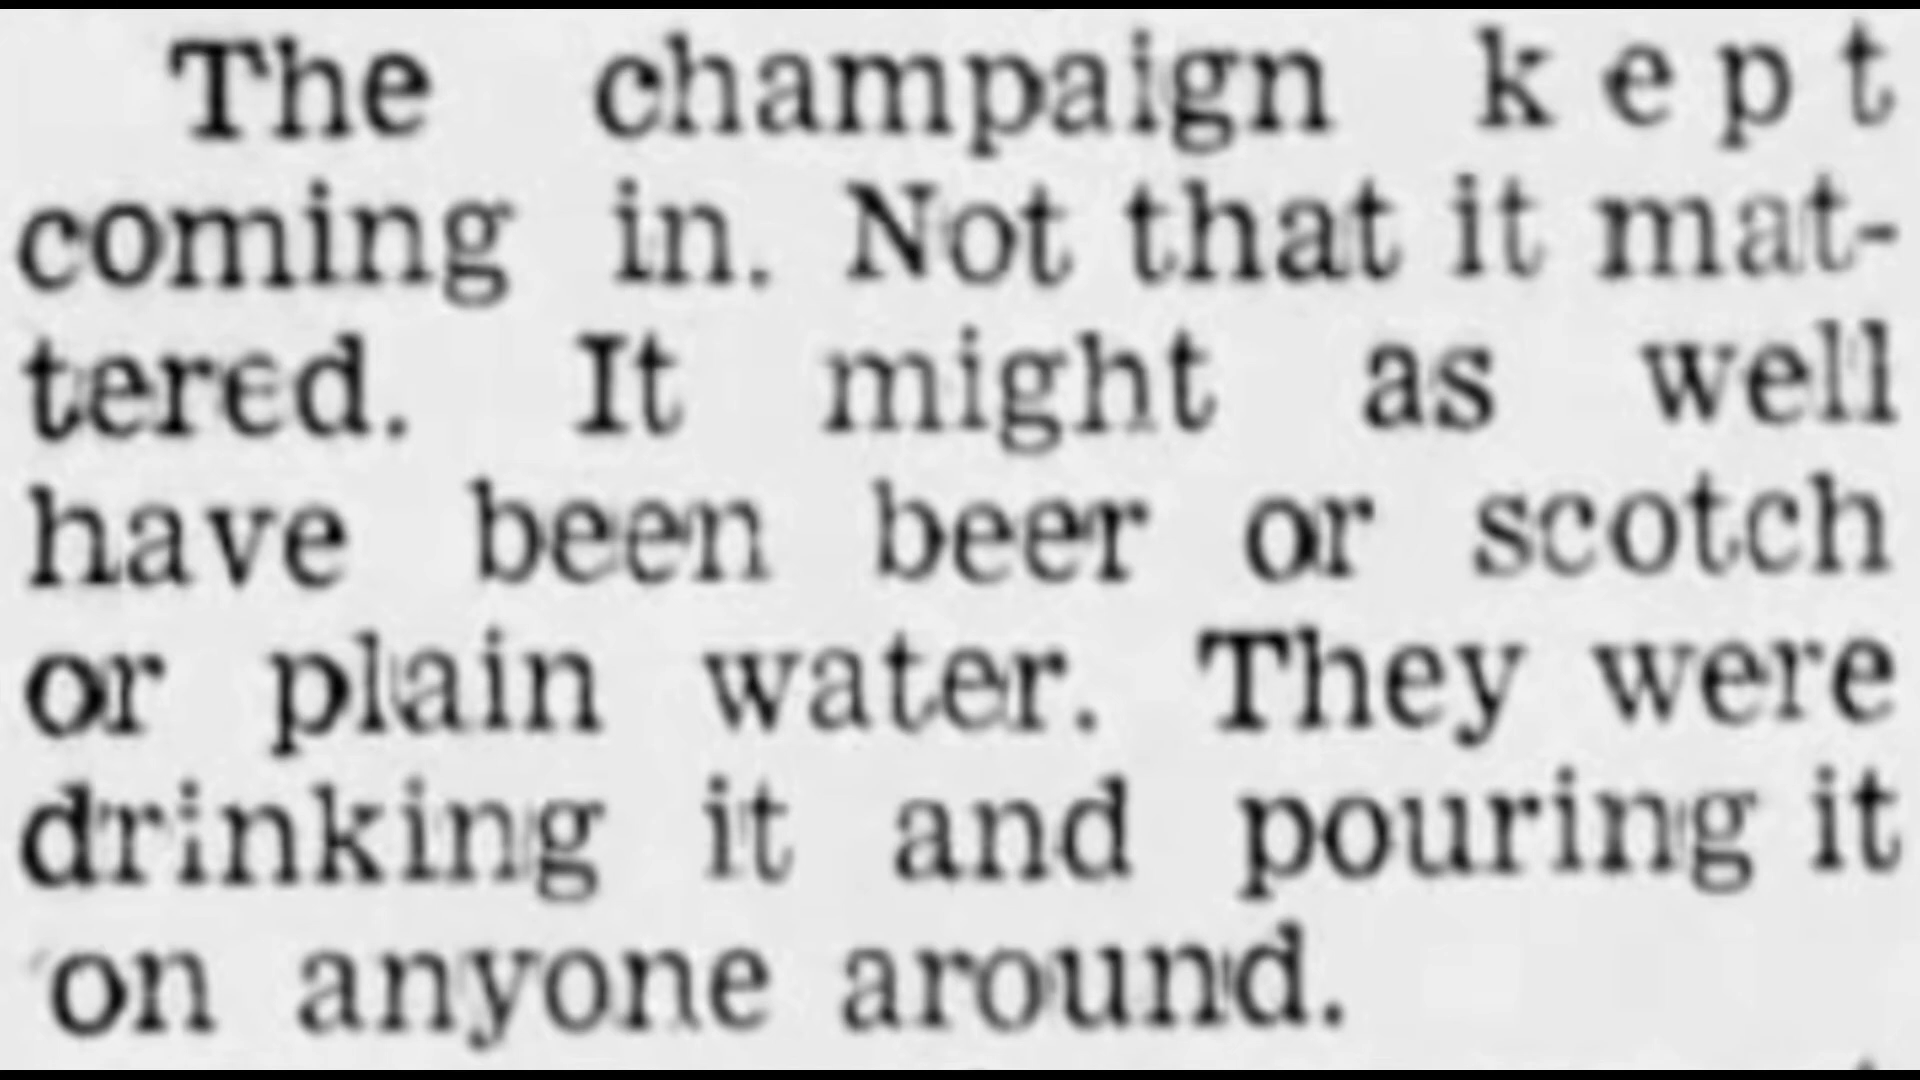 The champaign kept
coming in. Not that it mat-
tered. It might as well
have been beer or scotch
or plain water. They were
drinking it and pouring it
on anyone around.